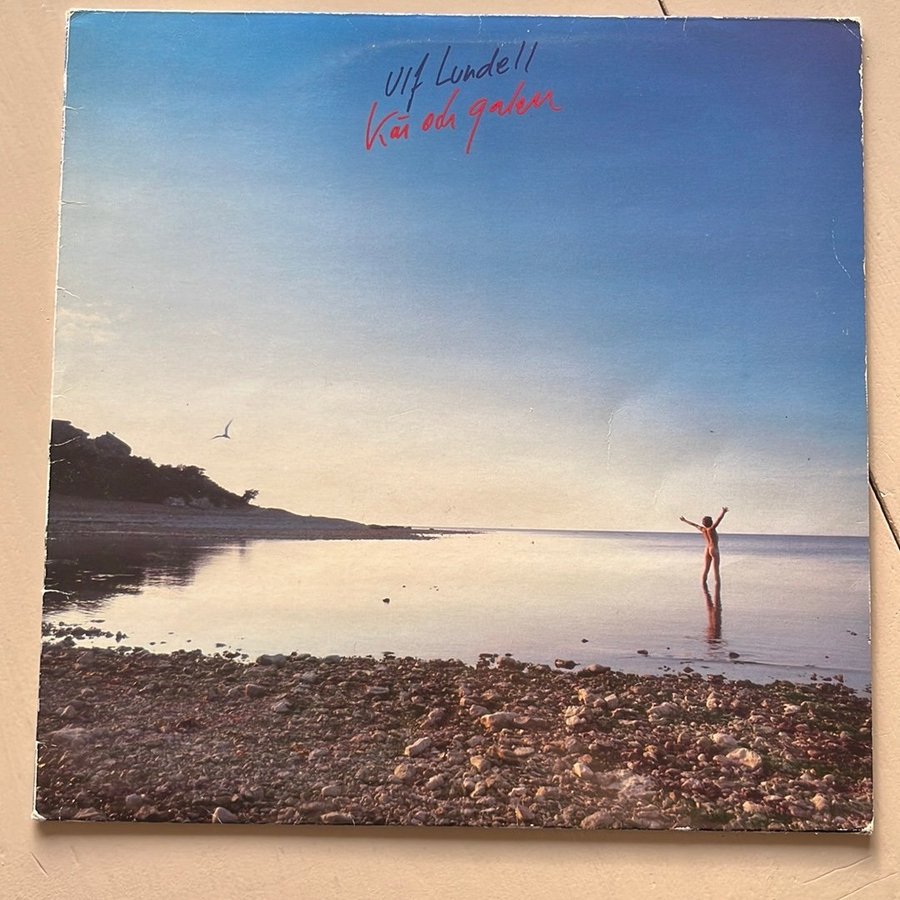 Ulf Lundell
Kär och galen